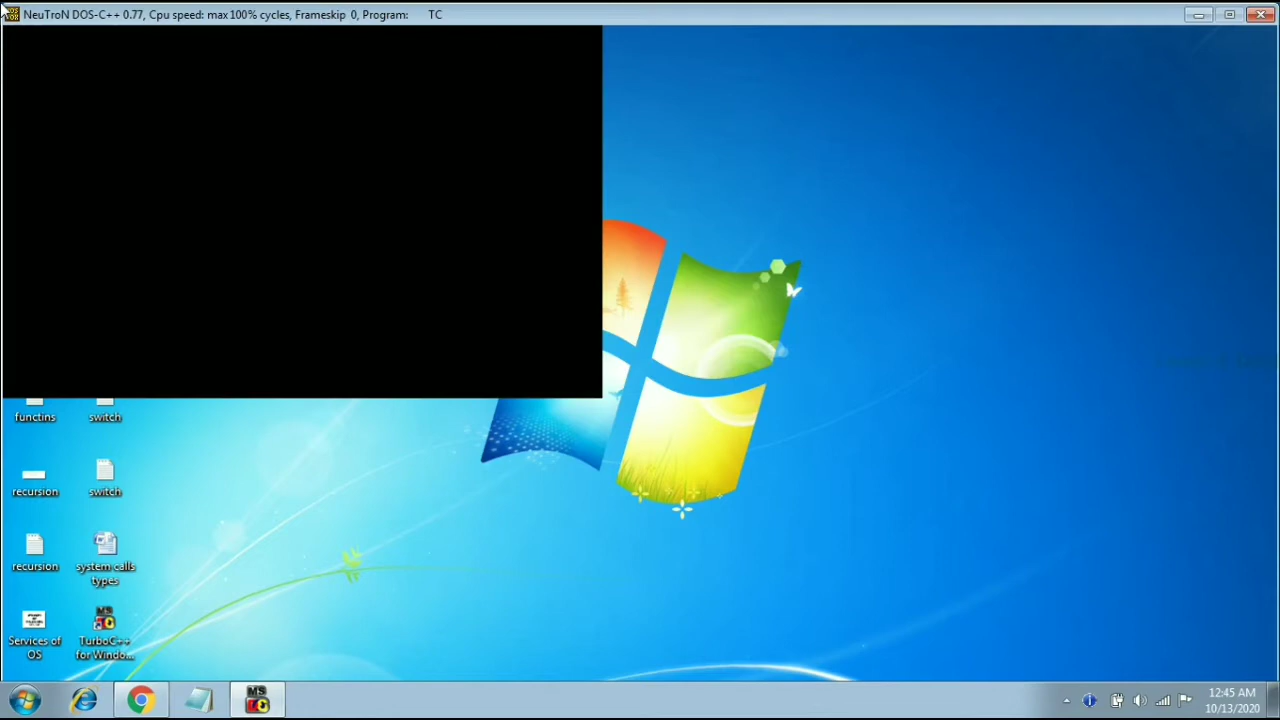 NeuTroN DOS-C++ 0.77, Cpu speed: max 100% cycles, Frameskip 0, Program: TC
functins
switch
recursion
switch
recursion
system calls
types
Services of
OS
TurboC++
for Windo...
MS
12:45 AM
10/13/2020